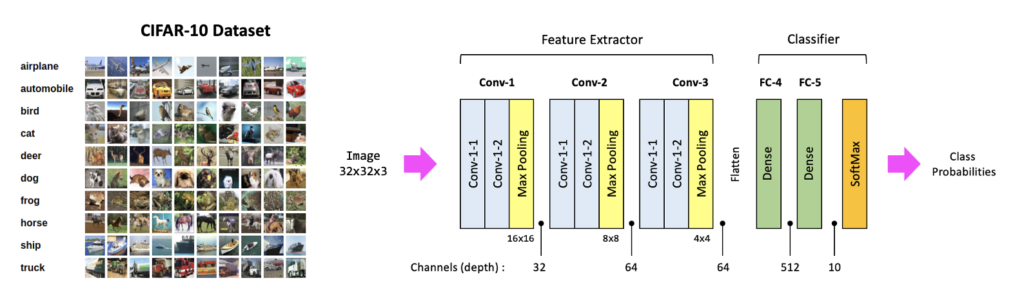 CIFAR-10 Dataset
airplane
automobile
bird
cat
deer
dog
frog
horse
ship
truck
Image
32x32x3
Feature Extractor
Classifier
Conv-1
Conv-2
Conv-3
FC-4
FC-5
Conv-1-1
Conv-1-2
Max Pooling
Conv-1-1
Conv-1-2
Max Pooling
Conv-1-1
Conv-1-2
Max Pooling
Flatten
Dense
Dense
SoftMax
Class
Probabilities
16x16
8x8
4x4
Channels (depth) : 32 64 64 512 10